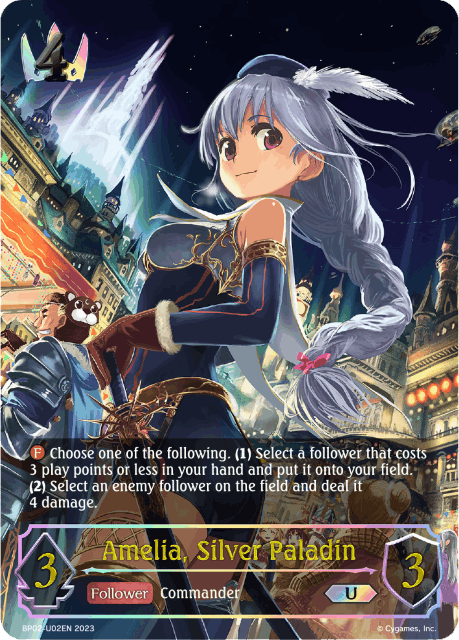 4
F Choose one of the following. (1) Select a follower that costs
3 play points or less in your hand and put it onto your field.
(2) Select an enemy follower on the field and deal it
4 damage.
Amelia, Silver Paladin
3
3
Follower Commander
U
BP02-U02EN 2023
© Cygames, Inc.